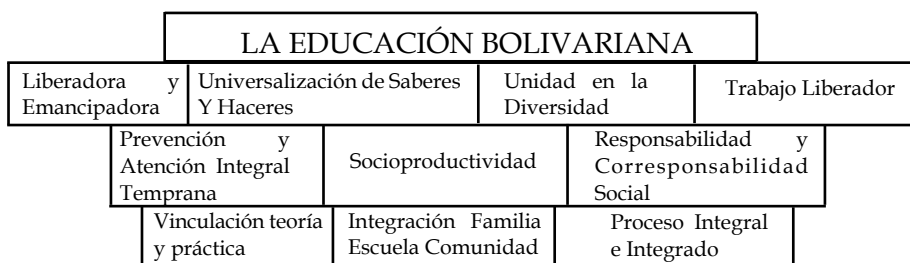 LA EDUCACIÓN BOLIVARIANA
Liberadora y
Emancipadora
Universalización de Saberes
Y Haceres
Unidad en la
Diversidad
Trabajo Liberador
Prevención y
Atención Integral
Temprana
Socioproductividad
Responsabilidad y
Corresponsabilidad
Social
Vinculación teoría
y práctica
Integración Familia
Escuela Comunidad
Proceso Integral
e Integrado